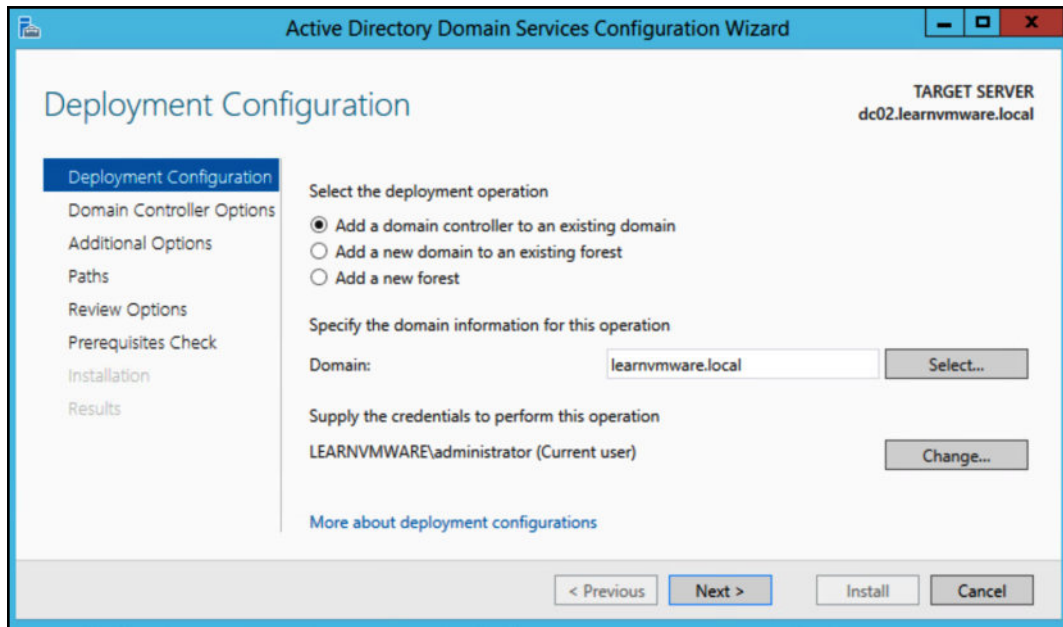 Active Directory Domain Services Configuration Wizard
Deployment Configuration
TARGET SERVER
dc02.learnvmware.local
Deployment Configuration
Domain Controller Options
Additional Options
Paths
Review Options
Prerequisites Check
Installation
Results
Select the deployment operation
Add a domain controller to an existing domain
Add a new domain to an existing forest
Add a new forest
Specify the domain information for this operation
Domain: learnvmware.local Select...
Supply the credentials to perform this operation
LEARNVMWARE\administrator (Current user) Change...
More about deployment configurations
< Previous Next > Install Cancel